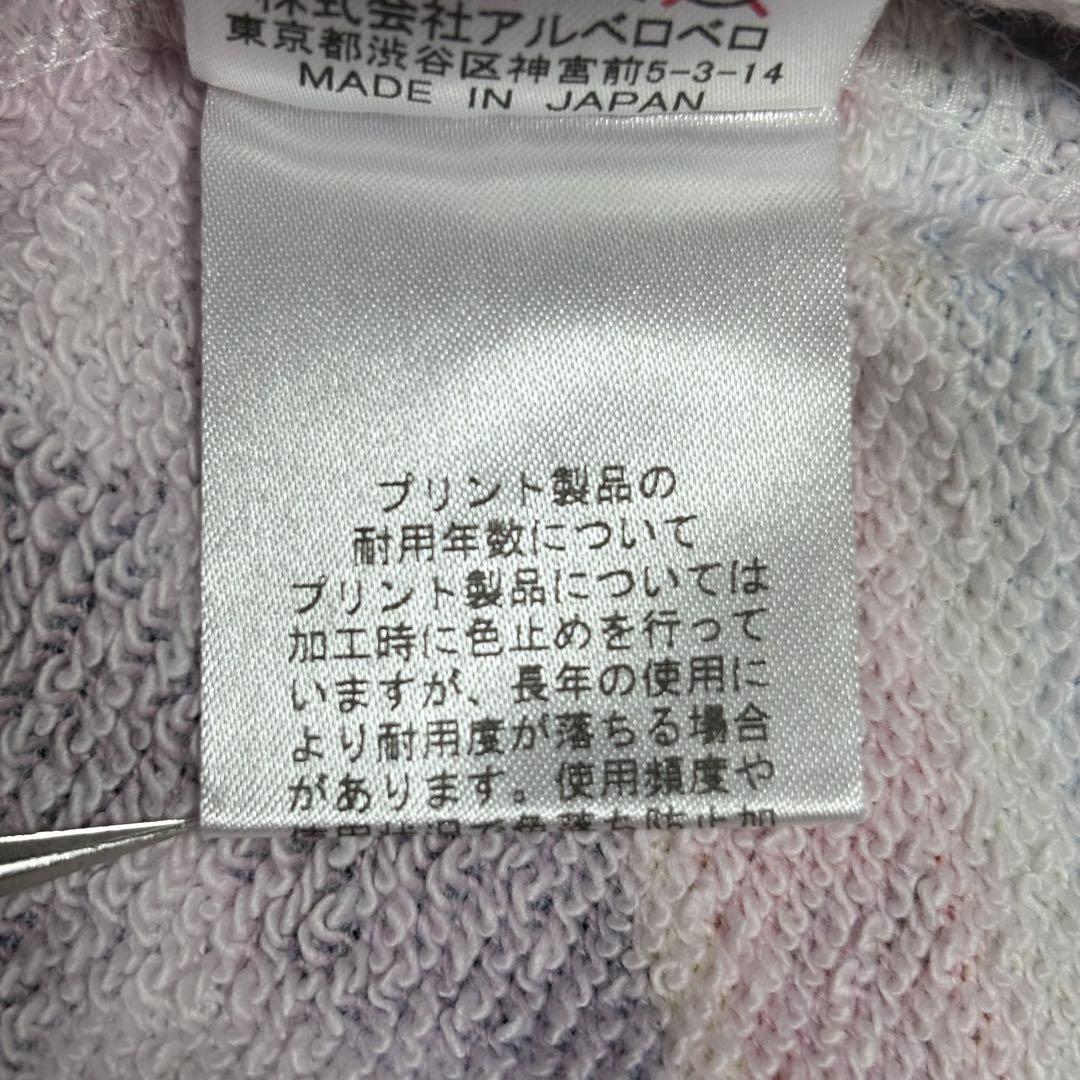 株式会社アルベロベロ
東京都渋谷区神宮前5-3-14
MADE IN JAPAN
プリント製品の
耐用年数について
プリント製品については
加工時に色止めを行って
いますが、長年の使用に
より耐用度が落ちる場合
があります。使用頻度や